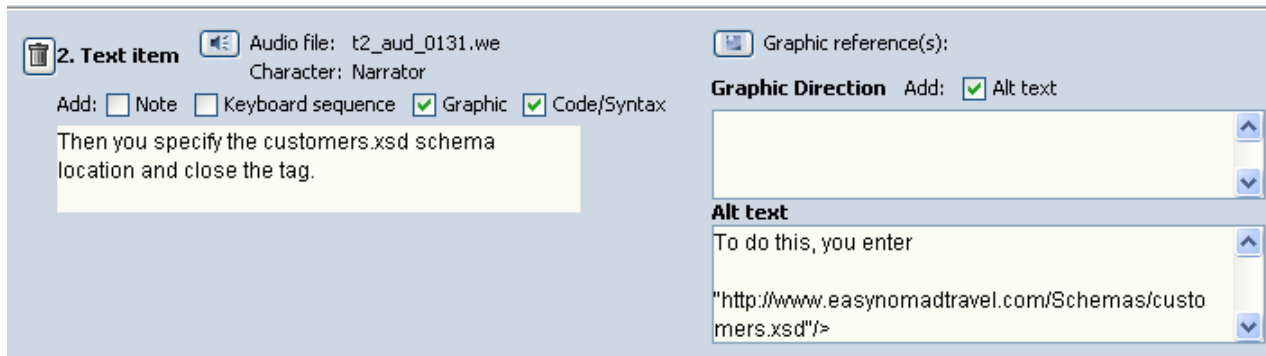 2. Text item
Audio file: t2_aud_0131.we
Character: Narrator
Add: Note Keyboard sequence Graphic Code/Syntax
Then you specify the customers.xsd schema
location and close the tag.
Graphic reference(s):
Graphic Direction Add: Alt text
Alt text
To do this, you enter
"http://www.easynomadtravel.com/Schemas/custo
mers.xsd"/>